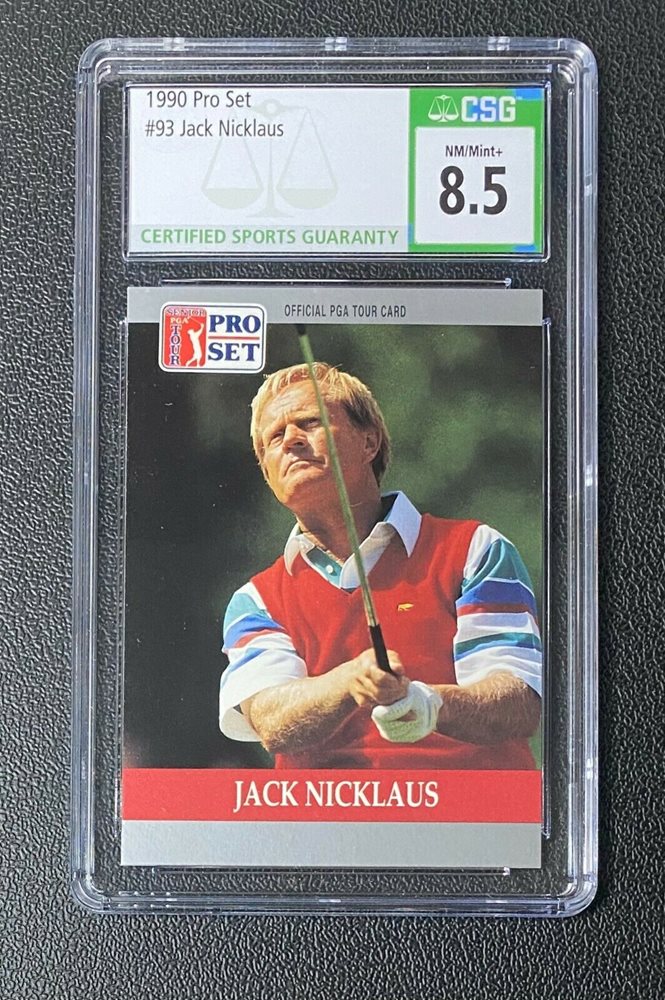 1990 Pro Set
#93 Jack Nicklaus
CSG
NM/Mint+
8.5
CERTIFIED SPORTS GUARANTY
SENIOR
PGA
TOUR
PRO
SET
OFFICIAL PGA TOUR CARD
JACK NICKLAUS